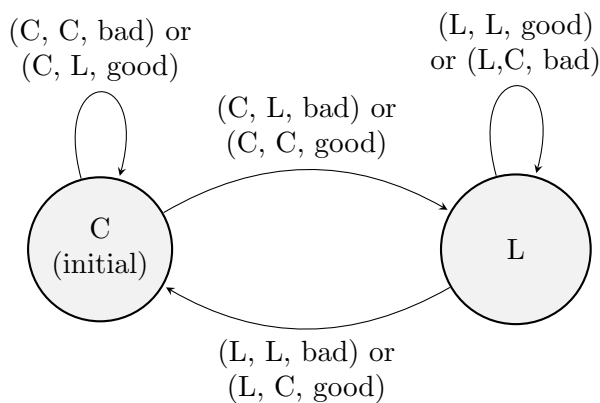 (C, C, bad) or
(C, L, good)
(L, L, good)
or (L,C, bad)
(C, L, bad) or
(C, C, good)
C
(initial)
L
(L, L, bad) or
(L, C, good)